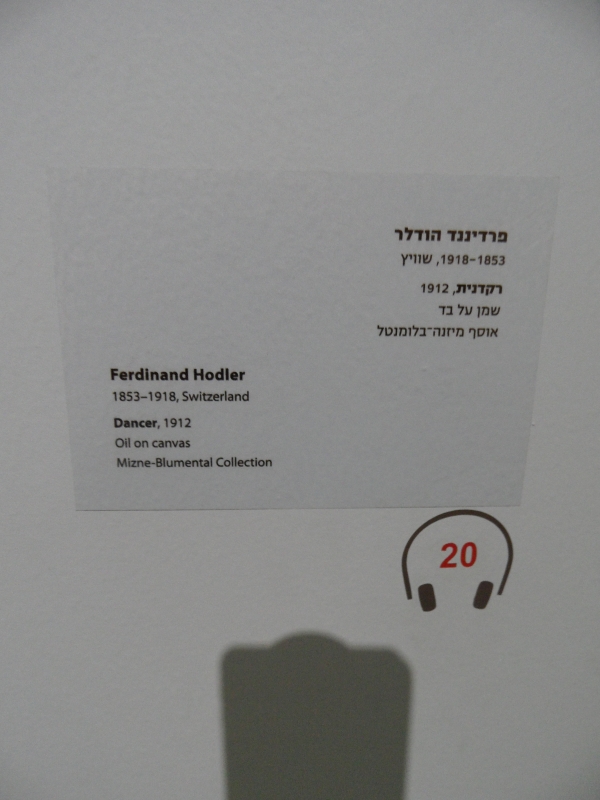 פרדיננד הודלר
1918-1853, שווייץ
רקדנית, 1912
שמן על בד
אוסף מיזנה־בלומנטל
Ferdinand Hodler
1853–1918, Switzerland
Dancer, 1912
Oil on canvas
Mizne-Blumental Collection
20